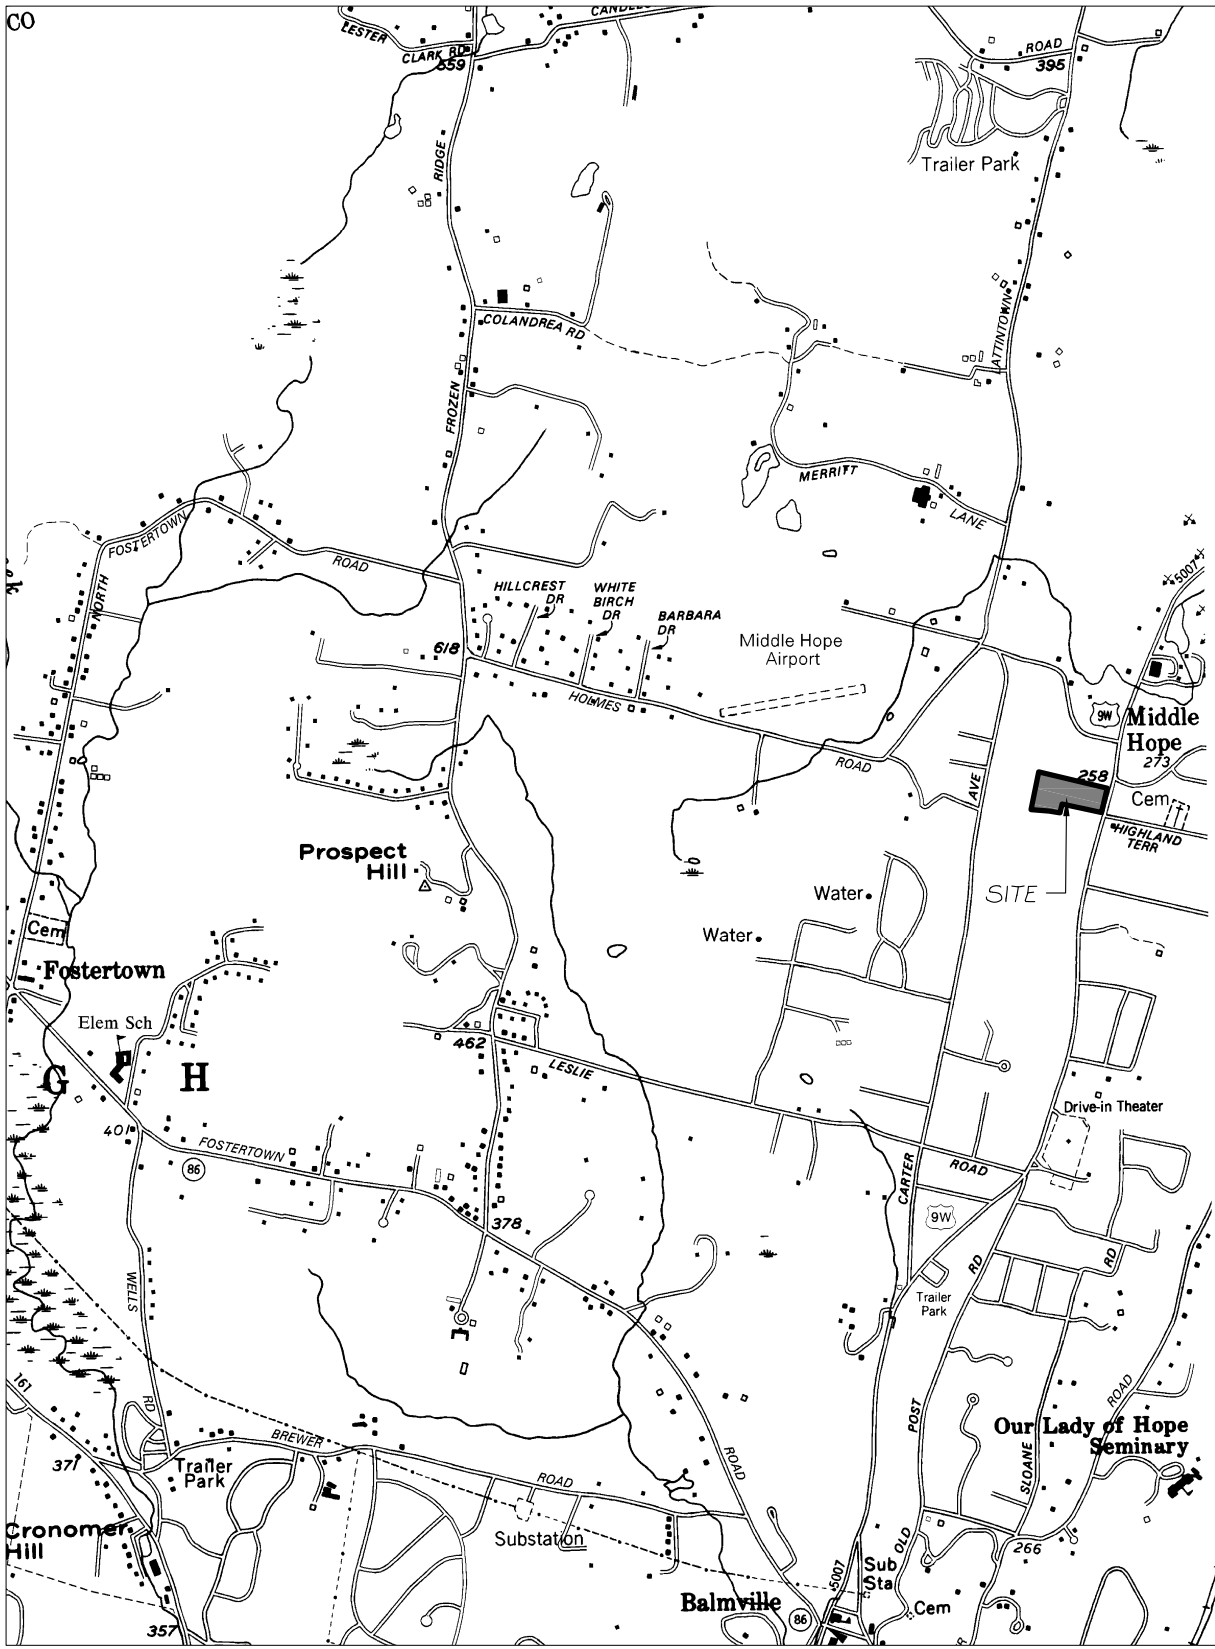 CO
LESTER
CLARK RD
559
ROAD
395
Trailer Park
RIDGE
COLANDREA RD
LATTINTOWN
FROZEN
MERRITT
LANE
FOSTERTOWN
ROAD
5007
NORTH
HILLCREST
DR
WHITE
BIRCH
DR
BARBARA
DR
618
Middle Hope
Airport
HOLMES
ROAD
9W
Middle
Hope
273
258
AVE
Cem
HIGHLAND
TERR
Prospect
Hill
SITE
Water
Water
Cem
Fostertown
Elem Sch
G
H
462
LESLIE
Drive-in Theater
401
FOSTERTOWN
86
CARTER
ROAD
9W
378
RD
RD
WELLS
Trailer
Park
161
RD
POST
ROAD
Our Lady of Hope
Seminary
SLOANE
BREWER
ROAD
371
Trailer
Park
ROAD
Substation
Cronomer
Hill
OLD
266
5007
Sub
Sta
Balmville
86
Cem
357